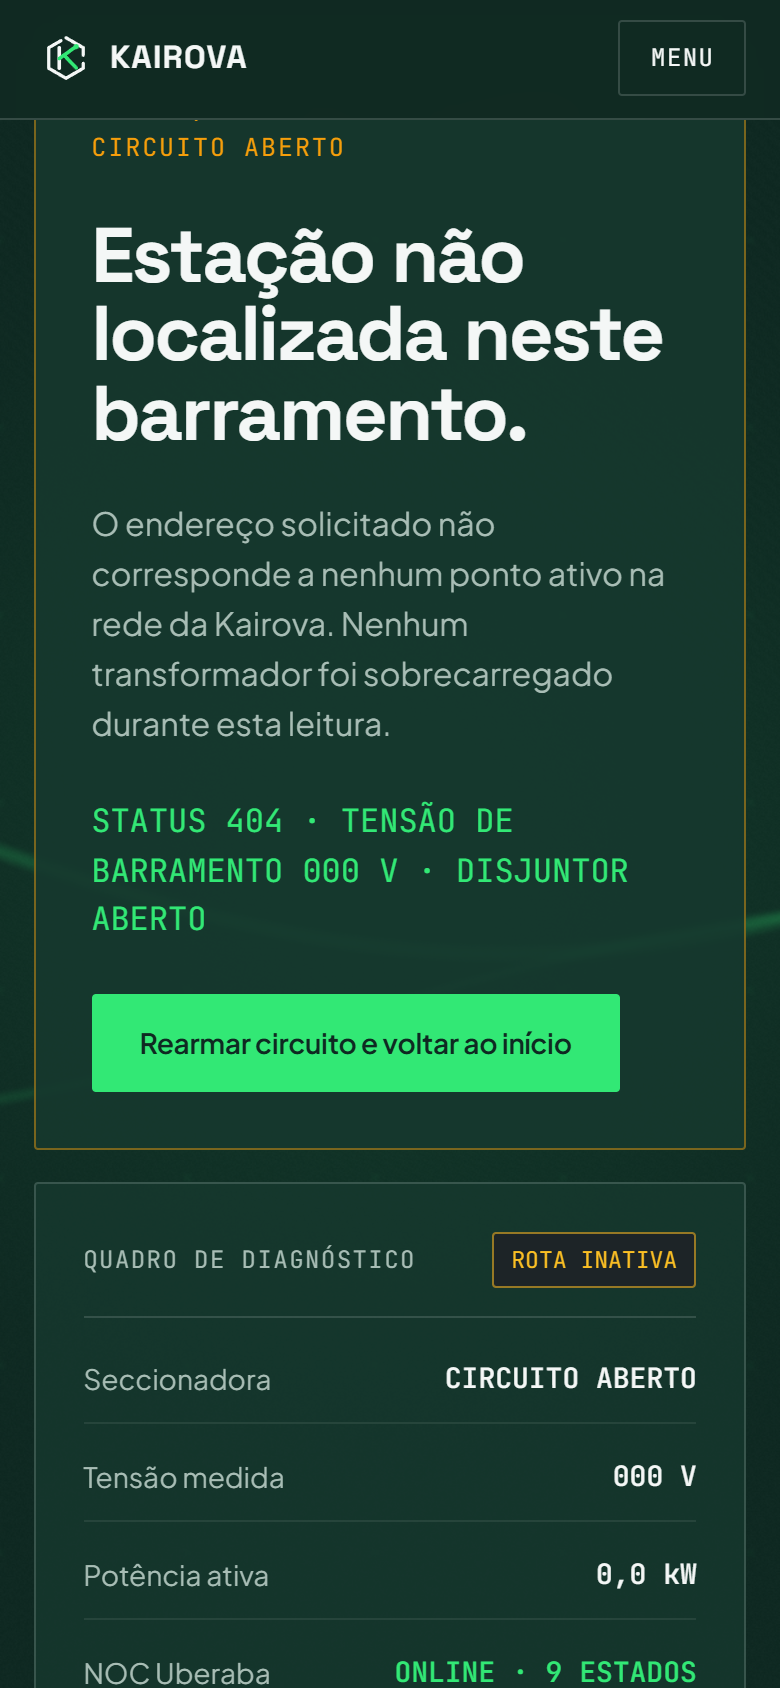 KAIROVA
MENU
CIRCUITO ABERTO
Estação não
localizada neste
barramento.
O endereço solicitado não
corresponde a nenhum ponto ativo na
rede da Kairova. Nenhum
transformador foi sobrecarregado
durante esta leitura.
STATUS 404 · TENSÃO DE
BARRAMENTO 000 V · DISJUNTOR
ABERTO
Rearmar circuito e voltar ao início
QUADRO DE DIAGNÓSTICO
ROTA INATIVA
Seccionadora
CIRCUITO ABERTO
Tensão medida
000 V
Potência ativa
0,0 kW
NOC Uberaba
ONLINE · 9 ESTADOS